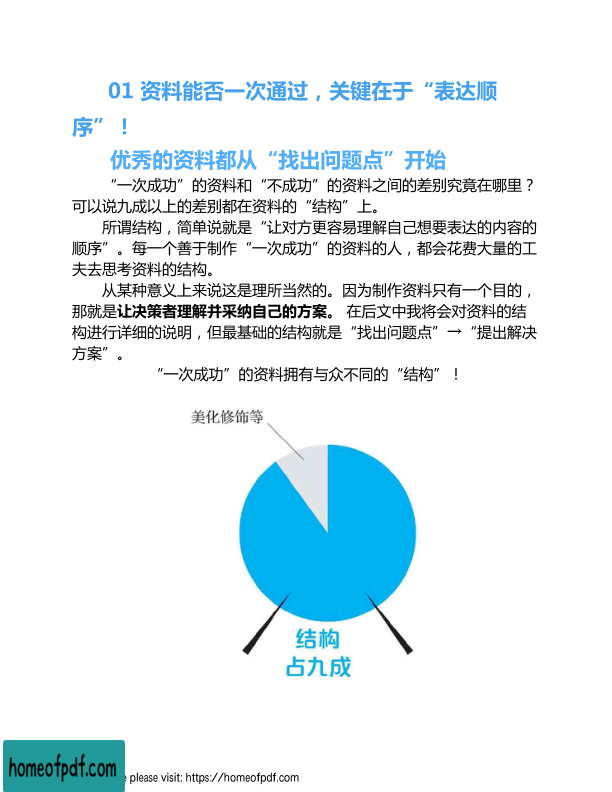 01 资料能否一次通过，关键在于“表达顺
序”！
优秀的资料都从“找出问题点”开始
“一次成功”的资料和“不成功”的资料之间的差别究竟在哪里？
可以说九成以上的差别都在资料的“结构”上。
所谓结构，简单说就是“让对方更容易理解自己想要表达的内容的
顺序”。每一个善于制作“一次成功”的资料的人，都会花费大量的工
夫去思考资料的结构。
从某种意义上来说这是理所当然的。因为制作资料只有一个目的，
那就是让决策者理解并采纳自己的方案。 在后文中我将会对资料的结
构进行详细的说明，但最基础的结构就是“找出问题点”→“提出解决
方案”。
“一次成功”的资料拥有与众不同的“结构”！
美化修饰等
结构
占九成
homeofpdf.com
please visit: https://homeofpdf.com